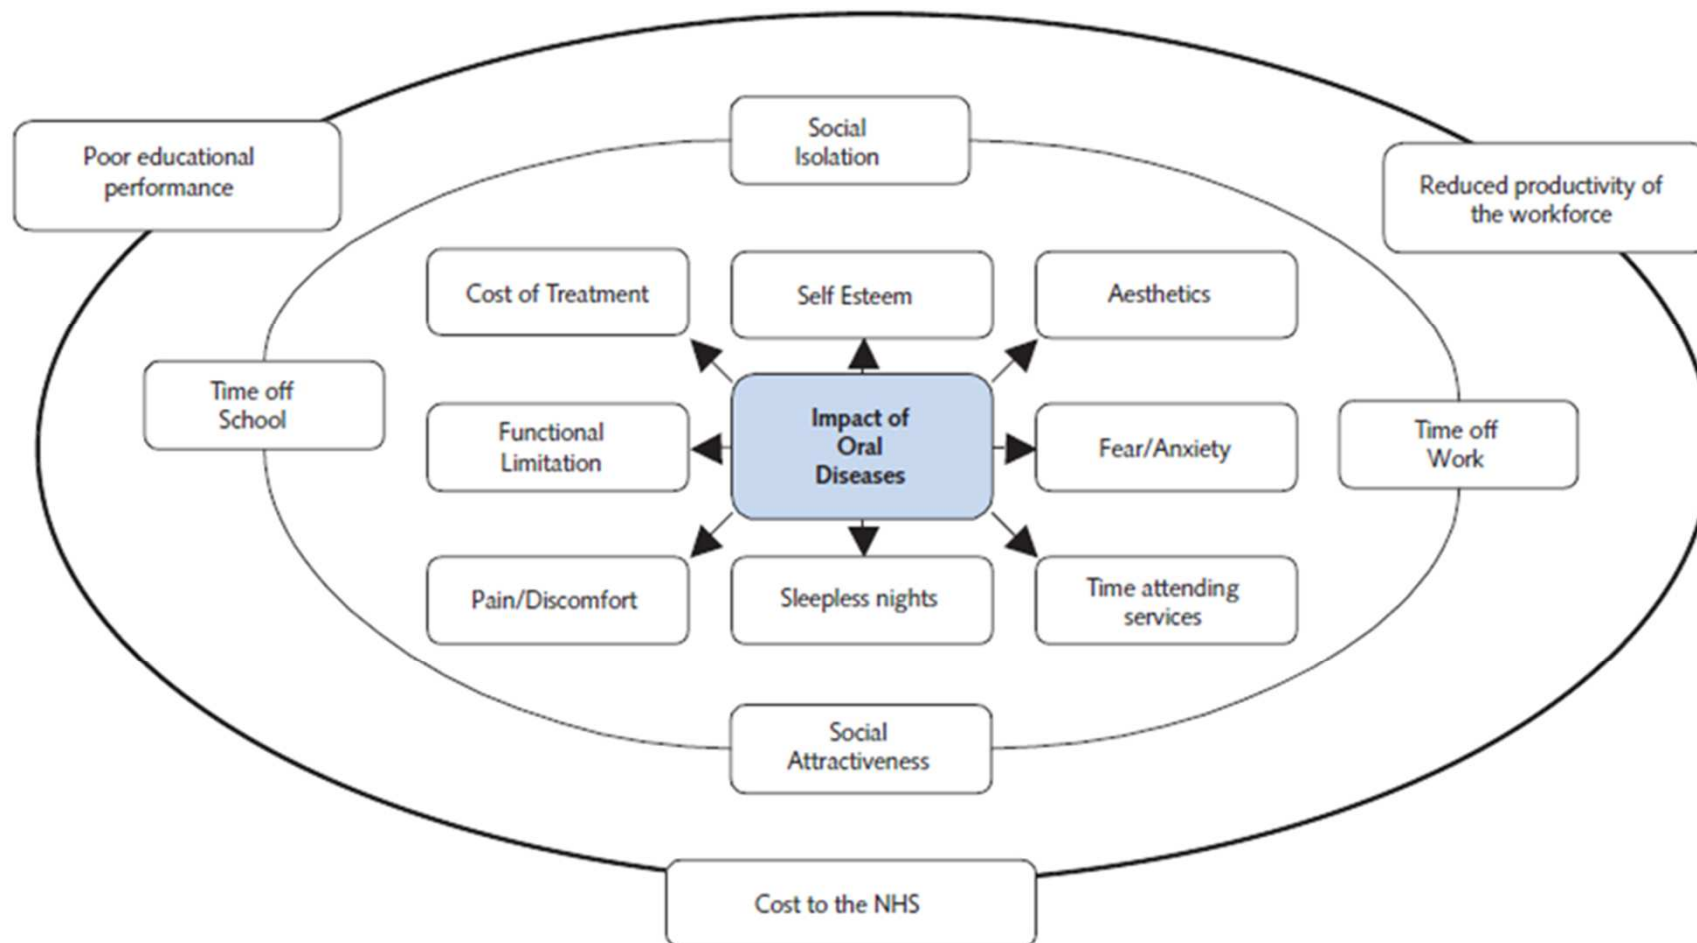 Social
Isolation
Poor educational
performance
Reduced productivity of
the workforce
Cost of Treatment
Self Esteem
Aesthetics
Time off
School
Functional
Limitation
Impact of
Oral
Diseases
Fear/Anxiety
Time off
Work
Pain/Discomfort
Sleepless nights
Time attending
services
Social
Attractiveness
Cost to the NHS